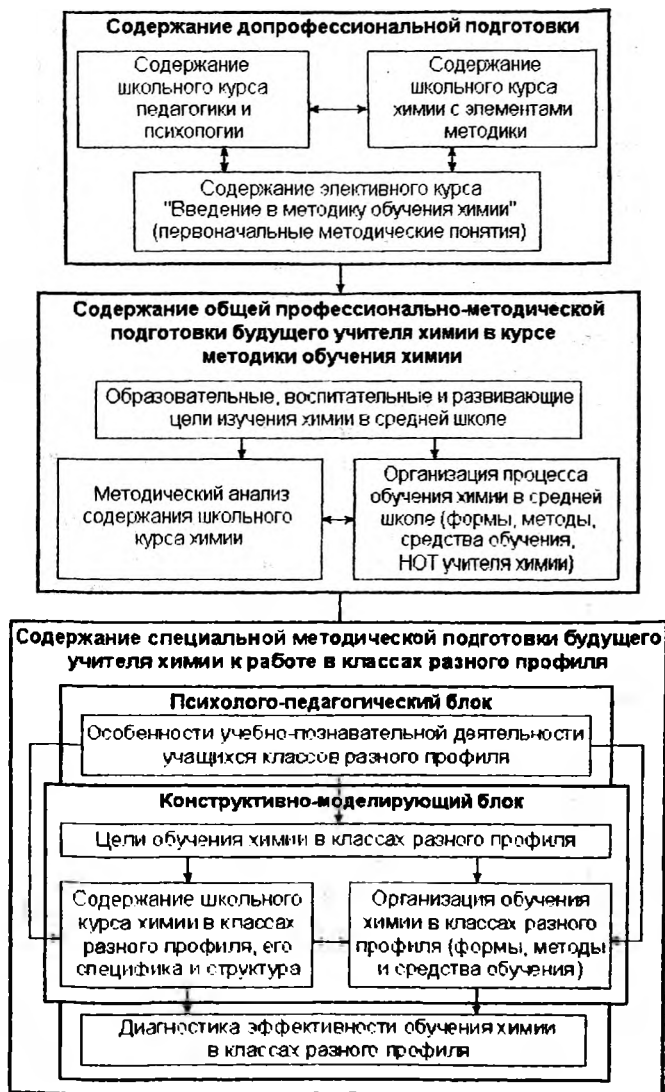 Содержание допрофессиональной подготовки
Содержание
школьного курса
педагогики и
психологии
Содержание
школьного курса
химии с элементами
методики
Содержание элективного курса
"Введение в методику обучения химии"
(первоначальные методические понятия)
Содержание общей профессионально-методической
подготовки будущего учителя химии в курсе
методики обучения химии
Образовательные, воспитательные и развивающие
цели изучения химии в средней школе
Методический анализ
содержания школьного
курса химии
Организация процесса
обучения химии в средней
школе (формы, методы,
средства обучения,
НОТ учителя химии)
Содержание специальной методической подготовки будущего
учителя химии к работе в классах разного профиля
Психолого-педагогический блок
Особенности учебно-познавательной деятельности
учащихся классов разного профиля
Конструктивно-моделирующий блок
Цели обучения химии в классах разного профиля
Содержание школьного
курса химии в классах
разного профиля, его
специфика и структура
Организация обучения
химии в классах разного
профиля (формы, методы
и средства обучения)
Диагностика эффективности обучения химии
в классах разного профиля